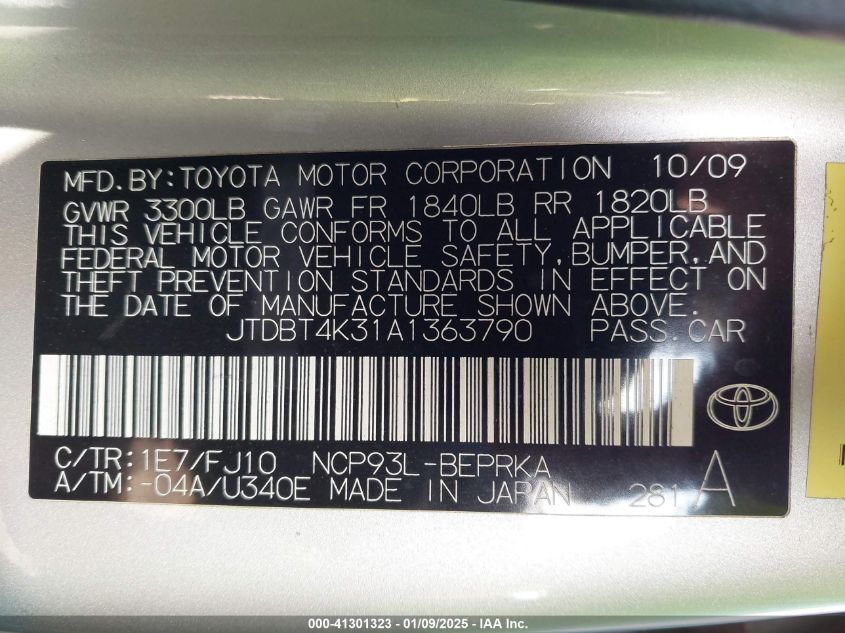 MFD.BY:TOYOTA MOTOR CORPORATION 10/09
GVWR 3300LB GAWR FR 1840LB RR 1820LB
THIS VEHICLE CONFORMS TO ALL APPLICABLE
FEDERAL MOTOR VEHICLE SAFETY,BUMPER,AND
THEFT PREVENTION STANDARDS IN EFFECT ON
THE DATE OF MANUFACTURE SHOWN ABOVE.
JTDBT4K31A1363790 PASS.CAR
C/TR:1E7/FJ10 NCP93L-BEPRKA
A/TM:-04A/U340E MADE IN JAPAN 281 A
000-41301323 — 01/09/2025 - IAA Inc.